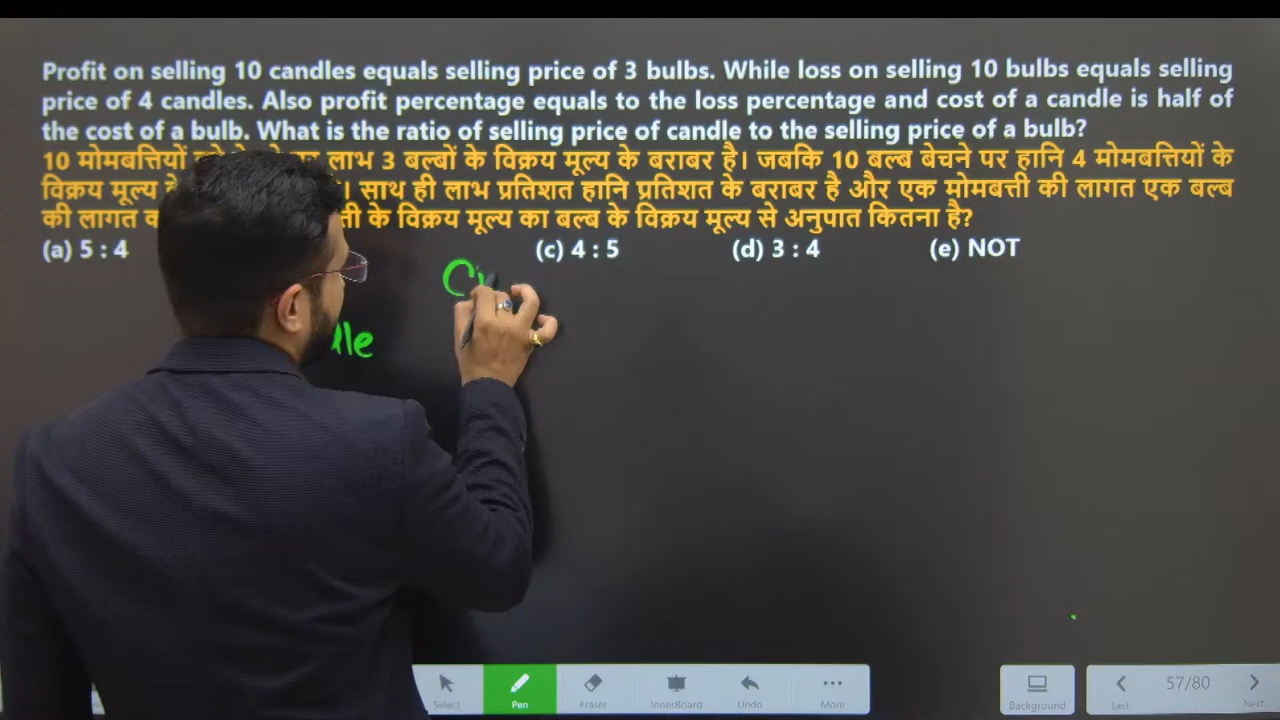 Profit on selling 10 candles equals selling price of 3 bulbs. While loss on selling 10 bulbs equals selling
price of 4 candles. Also profit percentage equals to the loss percentage and cost of a candle is half of
the cost of a bulb. What is the ratio of selling price of candle to the selling price of a bulb?
10 मोमबत्तियों लाभ 3 बल्बों के विक्रय मूल्य के बराबर है। जबकि 10 बल्ब बेचने पर हानि 4 मोमबत्तियों के
विक्रय मूल्य । साथ ही लाभ प्रतिशत हानि प्रतिशत के बराबर है और एक मोमबत्ती की लागत एक बल्ब
की लागत के विक्रय मूल्य का बल्ब के विक्रय मूल्य से अनुपात कितना है?
(a) 5 : 4 (c) 4 : 5 (d) 3 : 4 (e) NOT
Select Pen Eraser InnerBoard Undo More Background Last 57/80 Next